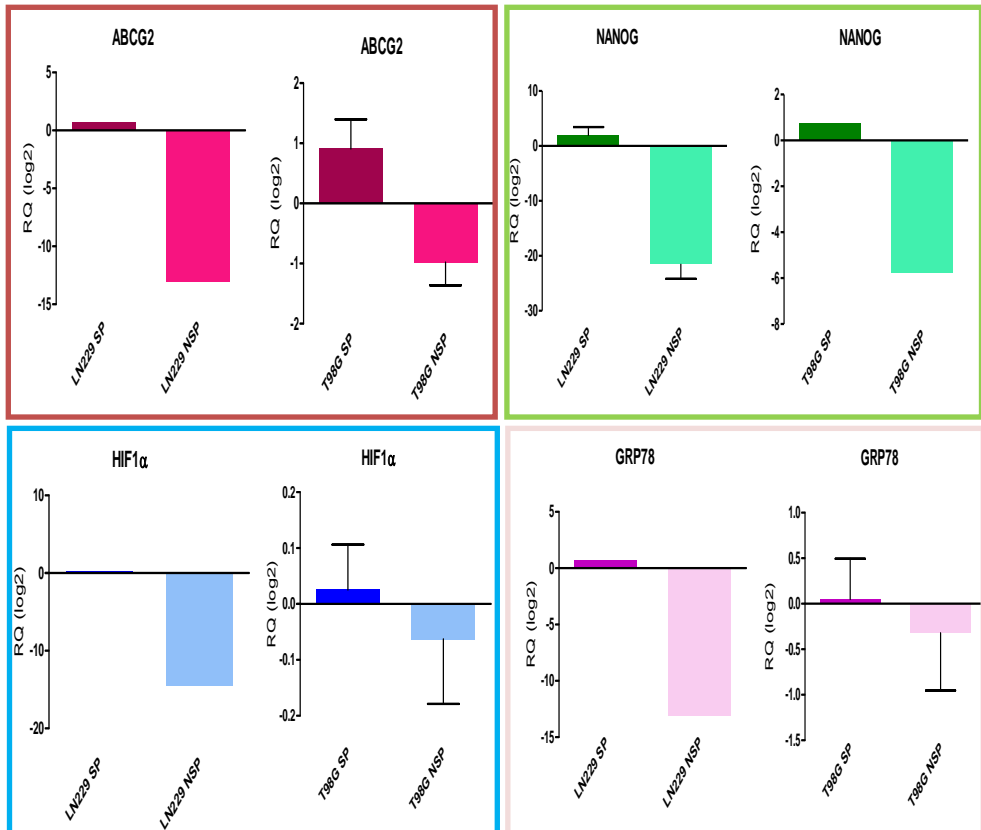 ABCG2
5
0
-5
-10
-15
RQ (log2)
LN229 SP
LN229 NSP
ABCG2
2
1
0
-1
-2
RQ (log2)
T98G SP
T98G NSP
NANOG
10
0
-10
-20
-30
RQ (log2)
LN229 SP
LN229 NSP
NANOG
2
0
-2
-4
-6
-8
RQ (log2)
T98G SP
T98G NSP
HIF1α
10
0
-10
-20
RQ (log2)
LN229 SP
LN229 NSP
HIF1α
0.2
0.1
0.0
-0.1
-0.2
RQ (log2)
T98G SP
T98G NSP
GRP78
5
0
-5
-10
-15
RQ (log2)
LN229 SP
LN229 NSP
GRP78
1.0
0.5
0.0
-0.5
-1.0
-1.5
RQ (log2)
T98G SP
T98G NSP